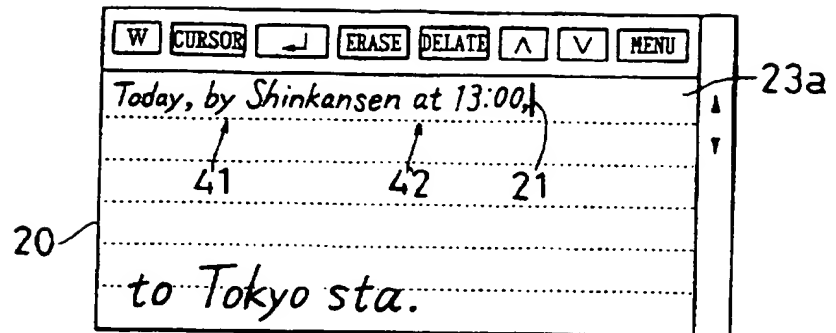 W CURSOR ↵ ERASE DELATE ∧ ∨ MENU
23a
Today, by Shinkansen at 13:00,
41 42 21
20
to Tokyo sta.